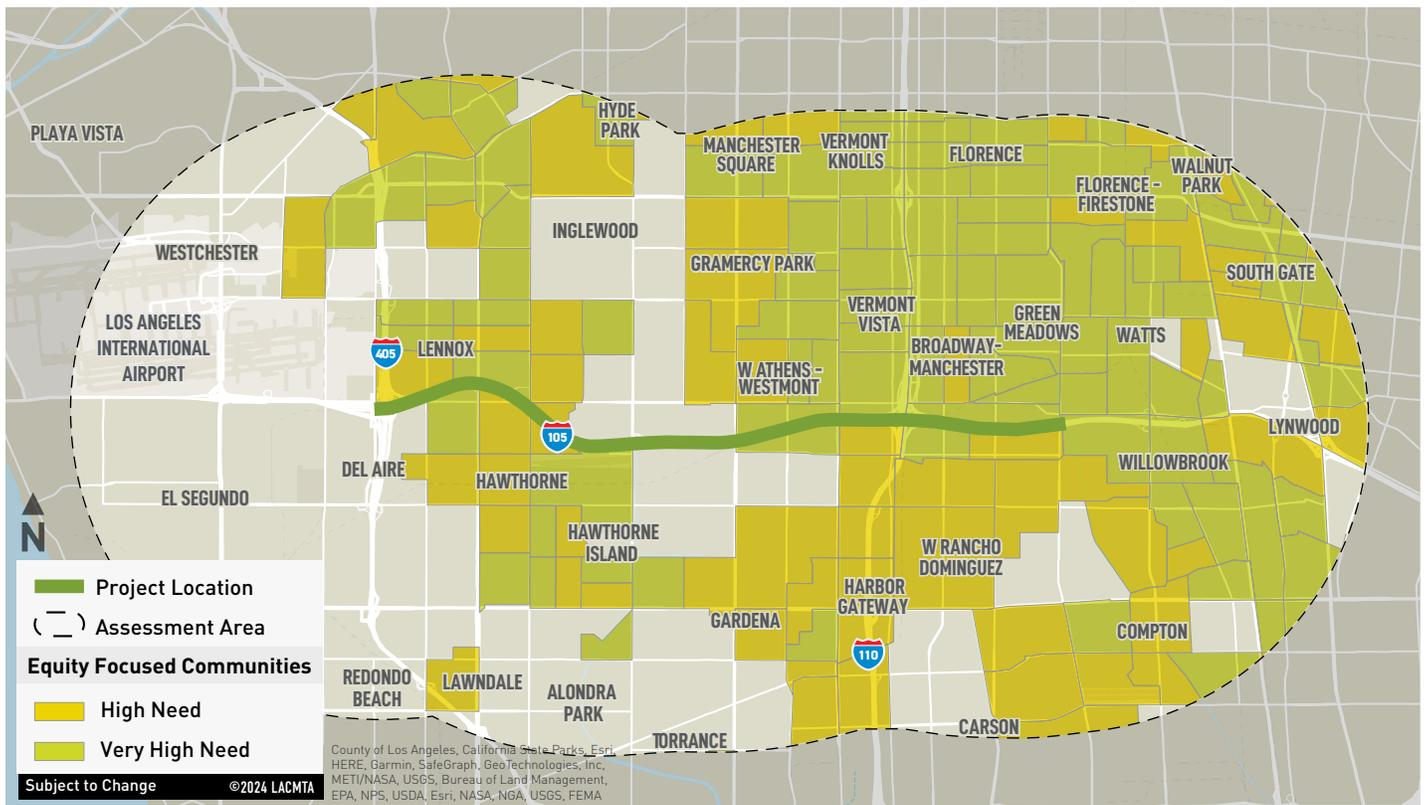 HYDE
PARK
PLAYA VISTA
MANCHESTER
SQUARE
VERMONT
KNOLLS
FLORENCE
WALNUT
PARK
FLORENCE -
FIRESTONE
INGLEWOOD
WESTCHESTER
GRAMERCY PARK
SOUTH GATE
LOS ANGELES
INTERNATIONAL
AIRPORT
VERMONT
VISTA
GREEN
MEADOWS
WATTS
405
LENNOX
BROADWAY-
MANCHESTER
W ATHENS -
WESTMONT
105
LYNWOOD
DEL AIRE
HAWTHORNE
WILLOWBROOK
EL SEGUNDO
N
HAWTHORNE
ISLAND
W RANCHO
DOMINGUEZ
HARBOR
GATEWAY
GARDENA
COMPTON
110
REDONDO
BEACH
LAWNDALE
ALONDRA
PARK
CARSON
TORRANCE
Project Location
Assessment Area
Equity Focused Communities
High Need
Very High Need
Subject to Change ©2024 LACMTA
County of Los Angeles, California State Parks, Esri,
HERE, Garmin, SafeGraph, GeoTechnologies, Inc,
METI/NASA, USGS, Bureau of Land Management,
EPA, NPS, USDA, Esri, NASA, NGA, USGS, FEMA